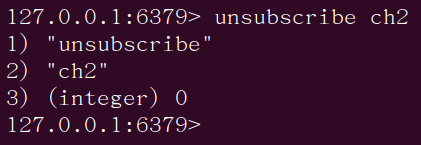 127.0.0.1:6379> unsubscribe ch2
1) "unsubscribe"
2) "ch2"
3) (integer) 0
127.0.0.1:6379>